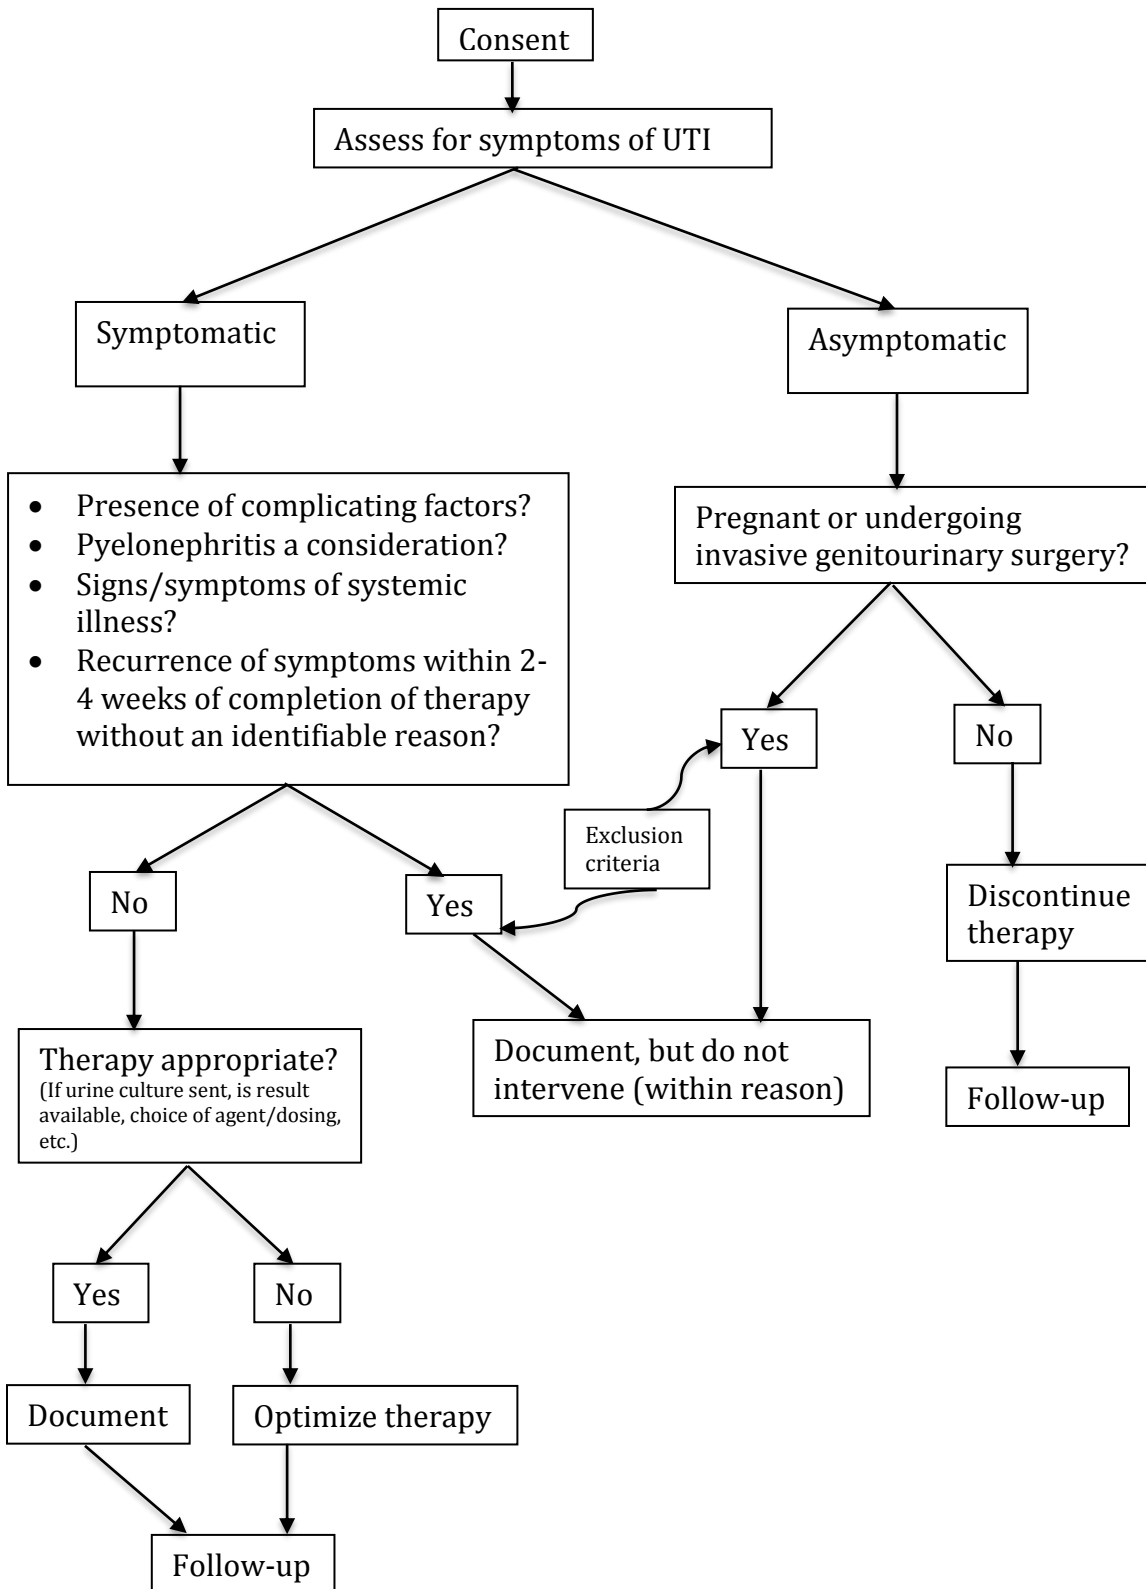 Consent
Assess for symptoms of UTI
Symptomatic
Asymptomatic
• Presence of complicating factors?
• Pyelonephritis a consideration?
• Signs/symptoms of systemic
illness?
• Recurrence of symptoms within 2-
4 weeks of completion of therapy
without an identifiable reason?
Pregnant or undergoing
invasive genitourinary surgery?
Yes
No
Exclusion
criteria
No
Yes
Discontinue
therapy
Therapy appropriate?
(If urine culture sent, is result
available, choice of agent/dosing,
etc.)
Document, but do not
intervene (within reason)
Follow-up
Yes
No
Document
Optimize therapy
Follow-up